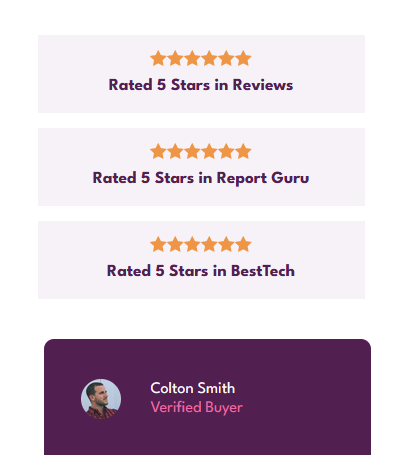 Rated 5 Stars in Reviews
Rated 5 Stars in Report Guru
Rated 5 Stars in BestTech
Colton Smith
Verified Buyer